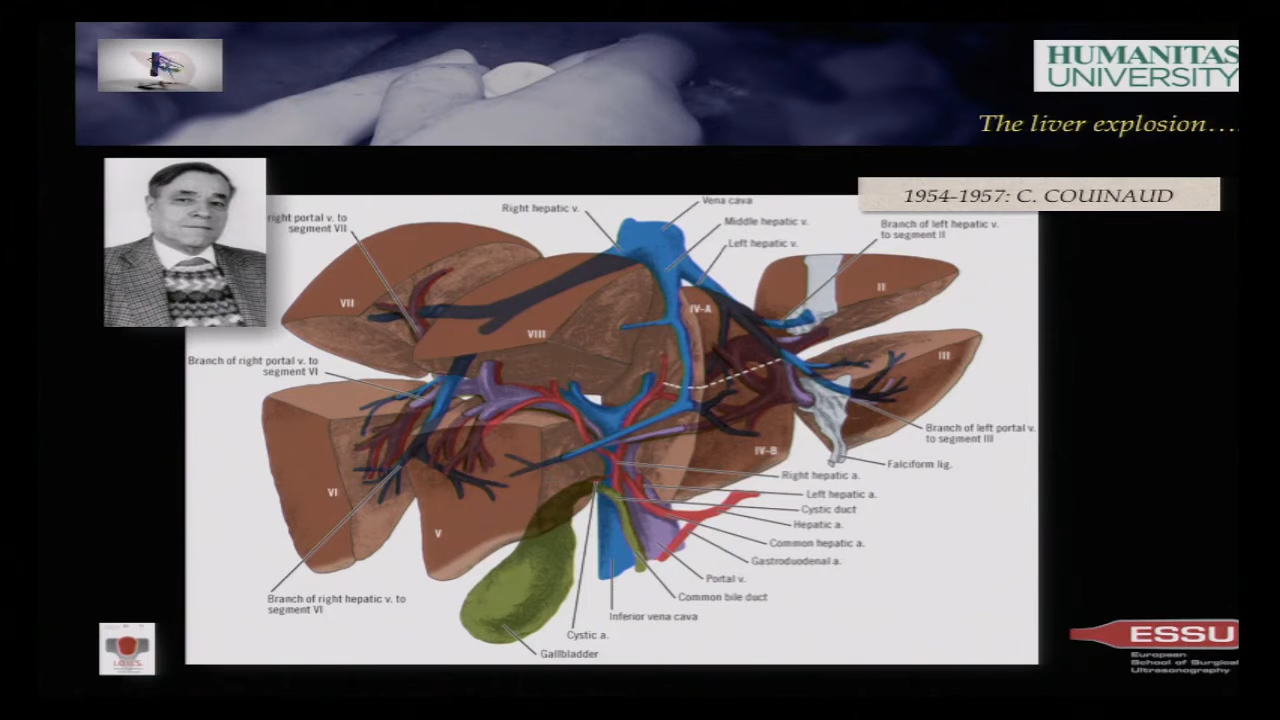 HUMANITAS
UNIVERSITY
The liver explosion….
1954-1957: C. COUINAUD
right portal v. to
segment VII
Right hepatic v.
Vena cava
Middle hepatic v.
Left hepatic v.
Branch of left hepatic v.
to segment II
VII
VIII
IV-A
II
III
Branch of right portal v. to
segment VI
Branch of left portal v.
to segment III
Falciform lig.
IV-B
VI
V
Right hepatic a.
Left hepatic a.
Cystic duct
Hepatic a.
Common hepatic a.
Gastroduodenal a.
Portal v.
Common bile duct
Inferior vena cava
Cystic a.
Gallbladder
Branch of right hepatic v. to
segment VI
I.O.U.S.
ESSU
European
School of Surgical
Ultrasonography